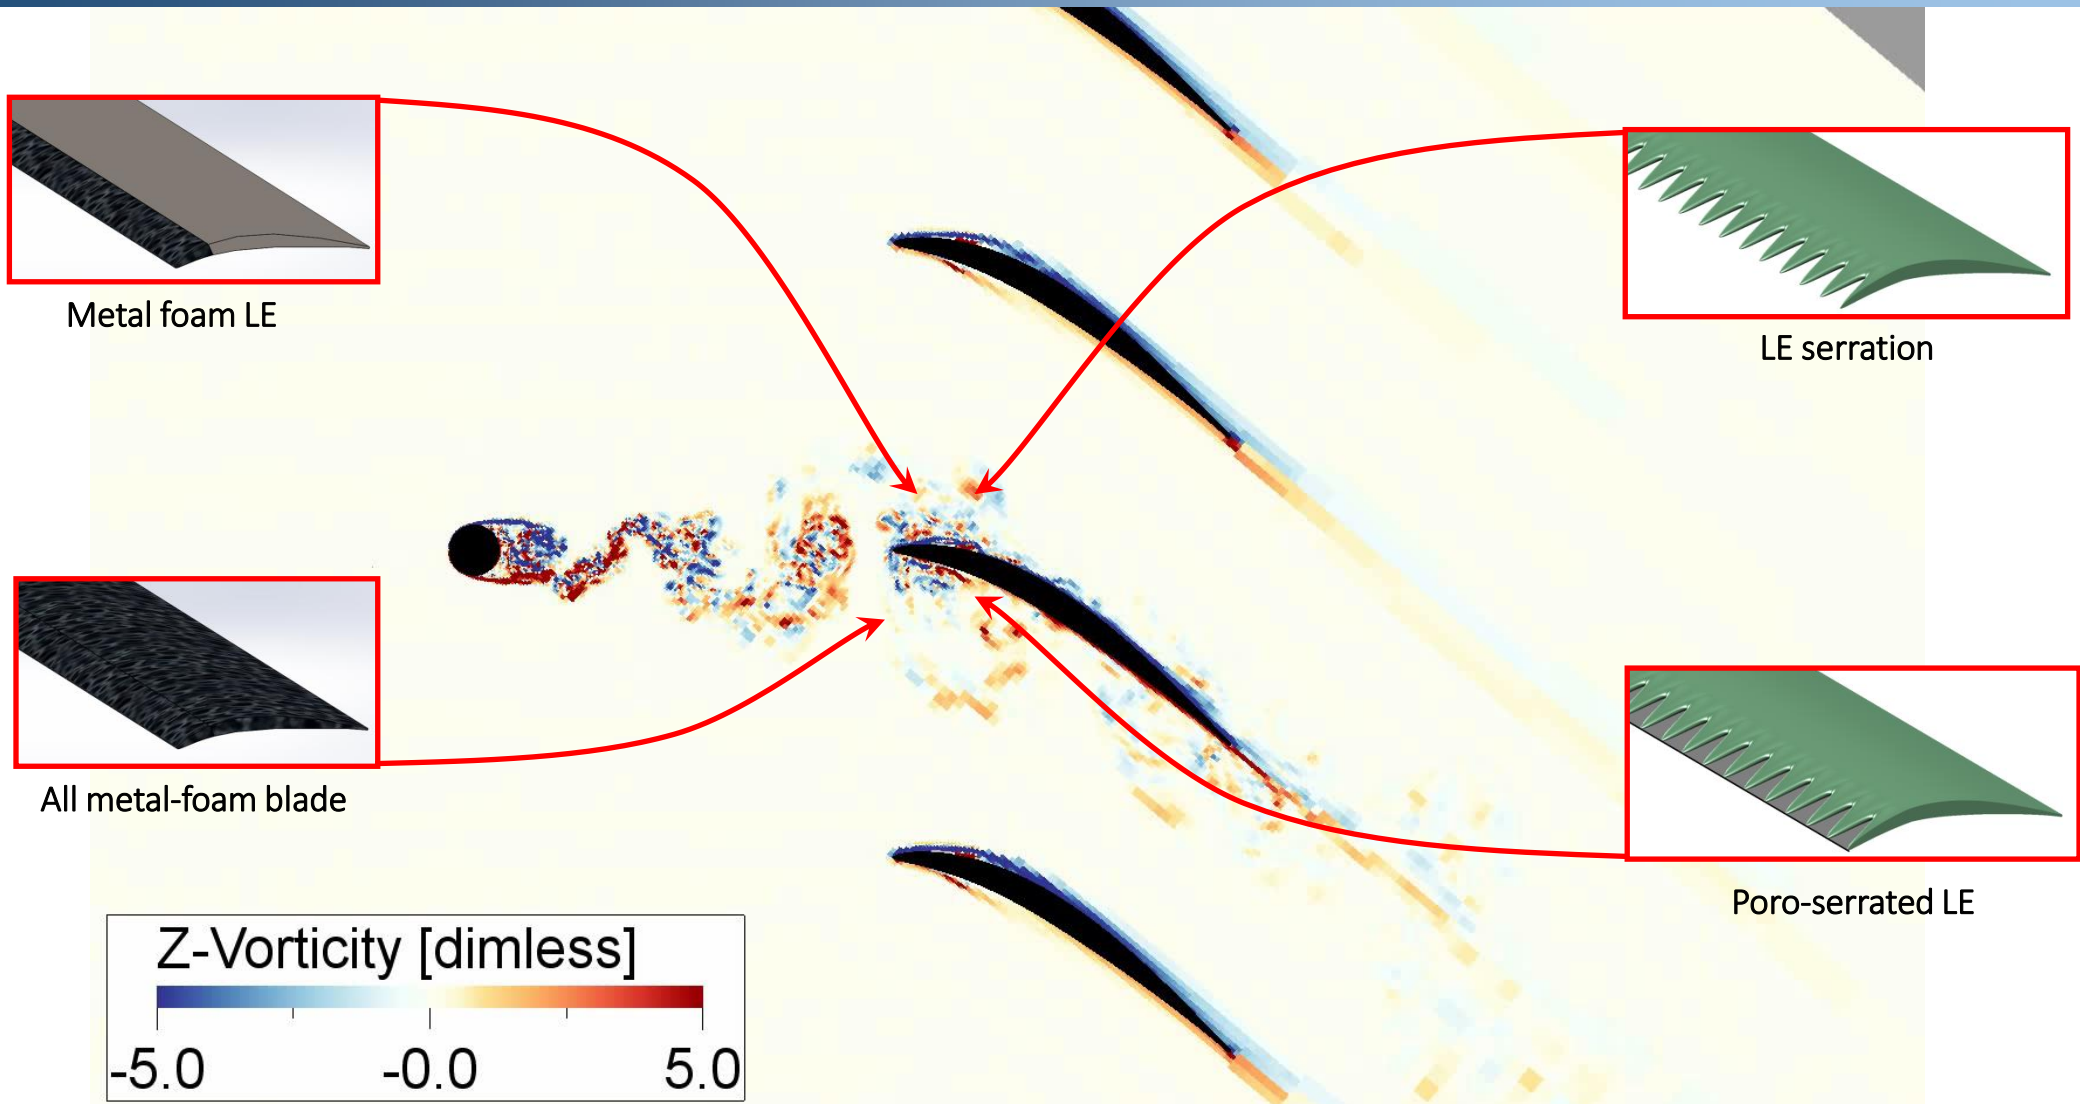 Metal foam LE
LE serration
All metal-foam blade
Poro-serrated LE
Z-Vorticity [dimless]
-5.0 -0.0 5.0